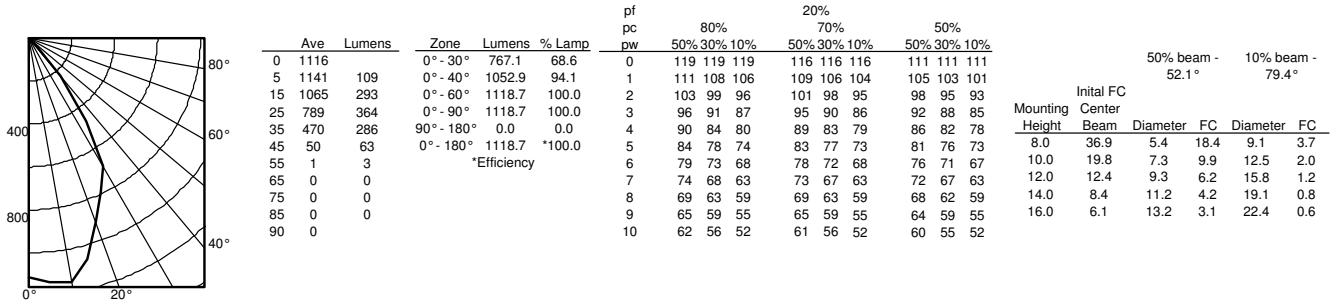 80°
60°
40°
20°
0°
400
800
Ave Lumens
0 1116
5 1141 109
15 1065 293
25 789 364
35 470 286
45 50 63
55 1 3
65 0 0
75 0 0
85 0 0
90 0
Zone Lumens % Lamp
0° - 30° 767.1 68.6
0° - 40° 1052.9 94.1
0° - 60° 1118.7 100.0
0° - 90° 1118.7 100.0
90° - 180° 0.0 0.0
0° - 180° 1118.7 *100.0
*Efficiency
pf 20%
pc 80% 70% 50%
pw 50% 30% 10% 50% 30% 10% 50% 30% 10%
0 119 119 119 116 116 116 111 111 111
1 111 108 106 109 106 104 105 103 101
2 103 99 96 101 98 95 98 95 93
3 96 91 87 95 90 86 92 88 85
4 90 84 80 89 83 79 86 82 78
5 84 78 74 83 77 73 81 76 73
6 79 73 68 78 72 68 76 71 67
7 74 68 63 73 67 63 72 67 63
8 69 63 59 69 63 59 68 62 59
9 65 59 55 65 59 55 64 59 55
10 62 56 52 61 56 52 60 55 52
50% beam - 10% beam -
52.1° 79.4°
Inital FC
Mounting Center
Height Beam Diameter FC Diameter FC
8.0 36.9 5.4 18.4 9.1 3.7
10.0 19.8 7.3 9.9 12.5 2.0
12.0 12.4 9.3 6.2 15.8 1.2
14.0 8.4 11.2 4.2 19.1 0.8
16.0 6.1 13.2 3.1 22.4 0.6